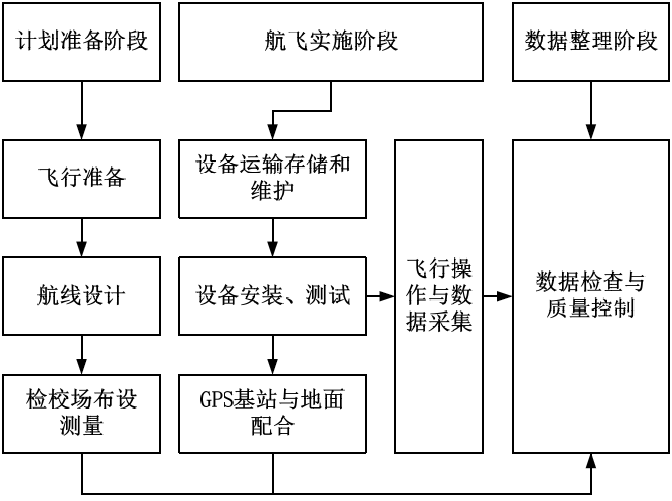 计划准备阶段
航飞实施阶段
数据整理阶段
飞行准备
设备运输存储和
维护
航线设计
设备安装、测试
飞行操
作与数
据采集
数据检查与
质量控制
检校场布设
测量
GPS基站与地面
配合